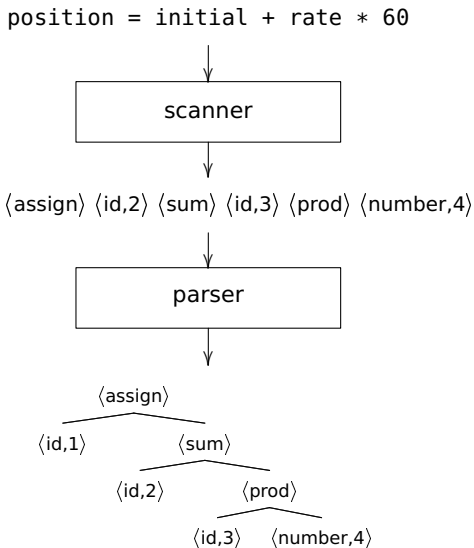 position = initial + rate * 60
scanner
⟨assign⟩ ⟨id,2⟩ ⟨sum⟩ ⟨id,3⟩ ⟨prod⟩ ⟨number,4⟩
parser
⟨assign⟩
⟨id,1⟩ ⟨sum⟩
⟨id,2⟩ ⟨prod⟩
⟨id,3⟩ ⟨number,4⟩